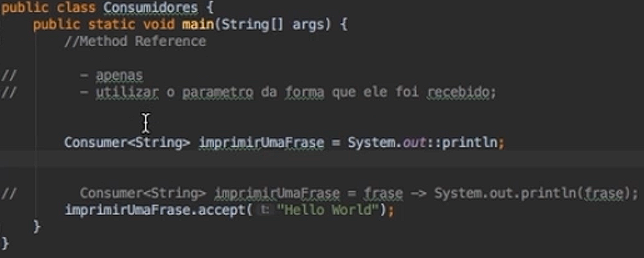 public class Consumidores {
public static void main(String[] args) {
//Method Reference
// - apenas
// - utilizar o parametro da forma que ele foi recebido;
Consumer<String> imprimirUmaFrase = System.out::println;
// Consumer<String> imprimirUmaFrase = frase -> System.out.println(frase);
imprimirUmaFrase.accept( t: "Hello World");
}
}